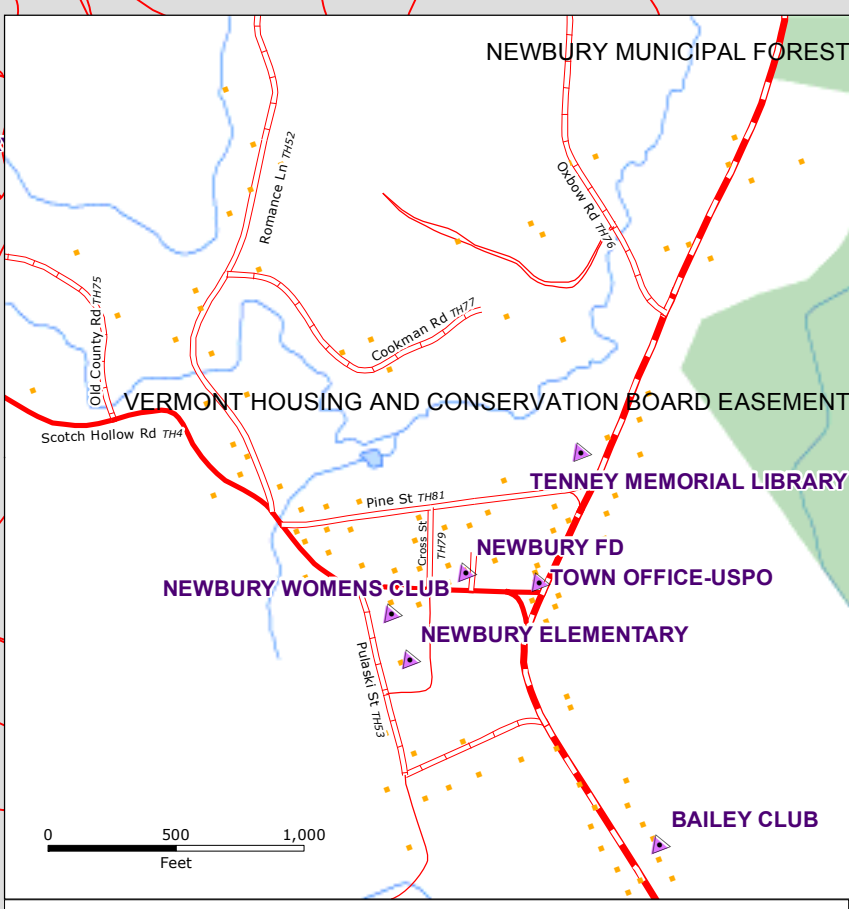 NEWBURY MUNICIPAL FOREST
Romance Ln TH52
Oxbow Rd TH76
Old County Rd TH75
Cookman Rd TH77
VERMONT HOUSING AND CONSERVATION BOARD EASEMENT
Scotch Hollow Rd TH4
TENNEY MEMORIAL LIBRARY
Pine St TH81
Cross St
TH79
NEWBURY FD
TOWN OFFICE-USPO
NEWBURY WOMENS CLUB
NEWBURY ELEMENTARY
Pulaski St TH53
BAILEY CLUB
0 500 1,000
Feet